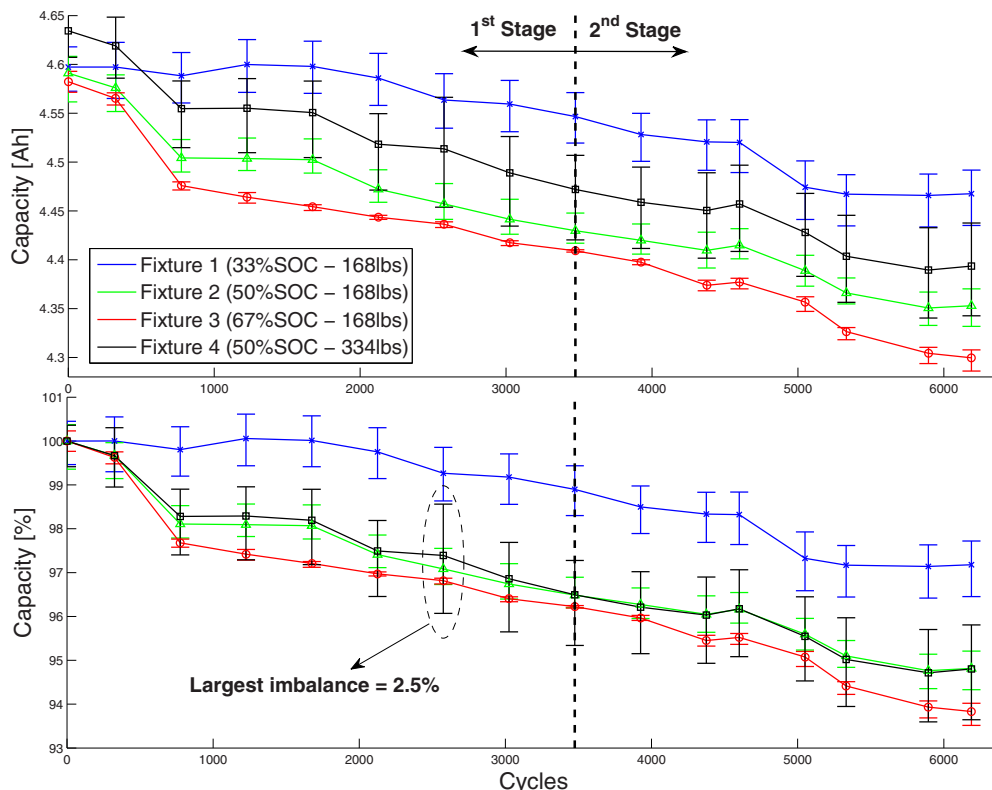 4.65
4.6
4.55
4.5
4.45
4.4
4.35
4.3
Capacity [Ah]
1st Stage
2nd Stage
Fixture 1 (33%SOC − 168lbs)
Fixture 2 (50%SOC − 168lbs)
Fixture 3 (67%SOC − 168lbs)
Fixture 4 (50%SOC − 334lbs)
0 1000 2000 3000 4000 5000 6000
101
100
99
98
97
96
95
94
93
Capacity [%]
Largest imbalance = 2.5%
0 1000 2000 3000 4000 5000 6000
Cycles